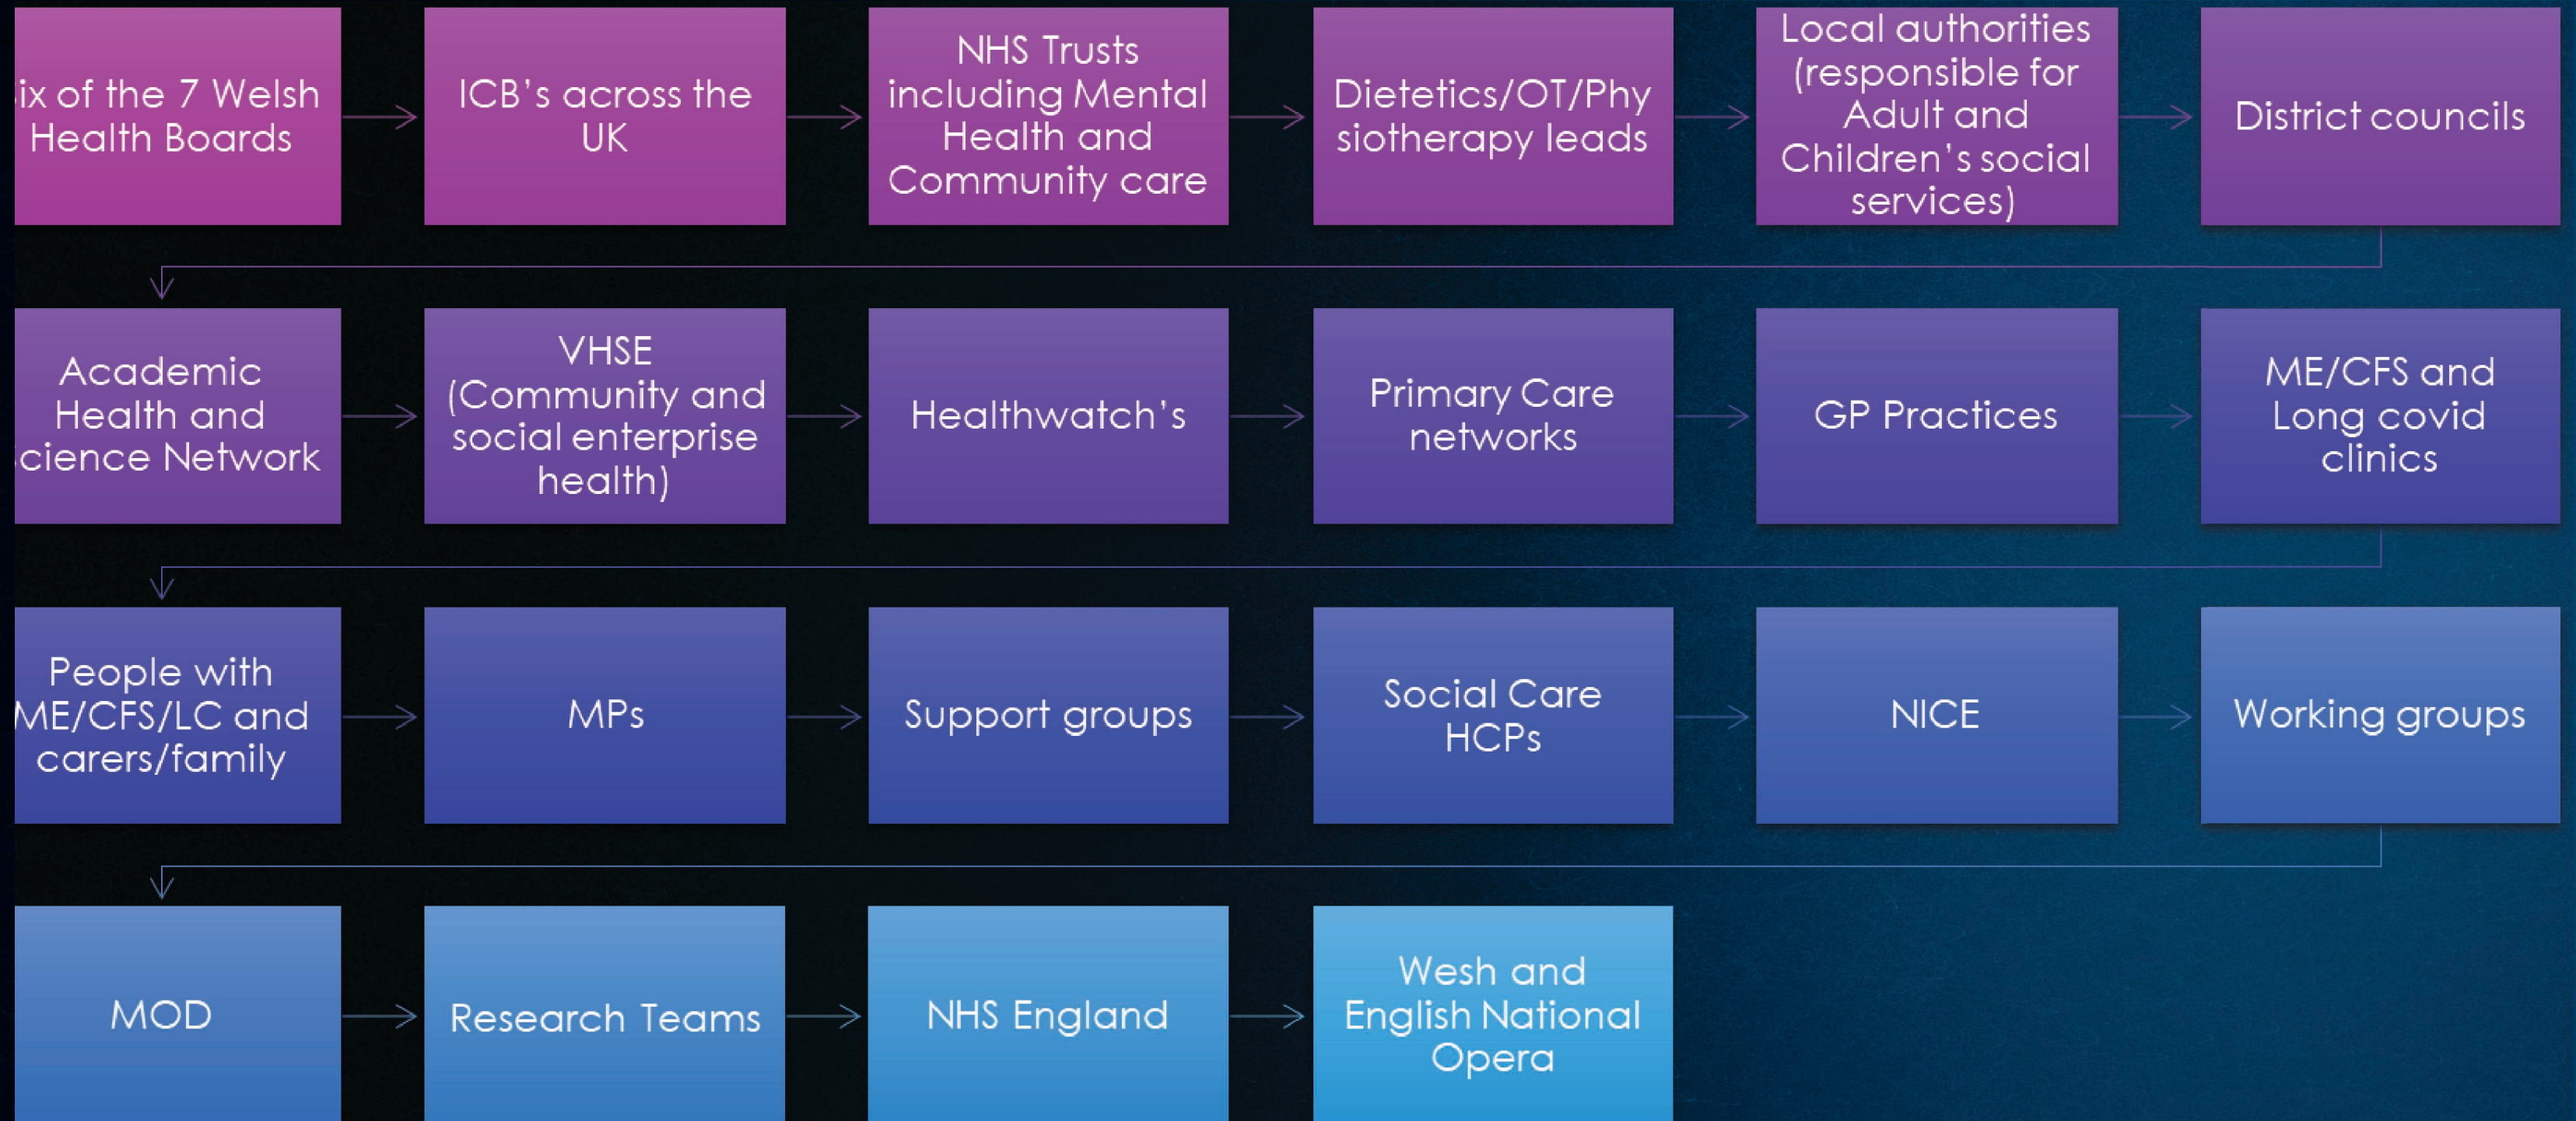 ix of the 7 Welsh
Health Boards
ICB's across the
UK
NHS Trusts
including Mental
Health and
Community care
Dietetics/OT/Phy
siotherapy leads
Local authorities
(responsible for
Adult and
Children's social
services)
District councils
Academic
Health and
cience Network
VHSE
(Community and
social enterprise
health)
Healthwatch's
Primary Care
networks
GP Practices
ME/CFS and
Long covid
clinics
People with
ME/CFS/LC and
carers/family
MPs
Support groups
Social Care
HCPs
NICE
Working groups
MOD
Research Teams
NHS England
Wesh and
English National
Opera